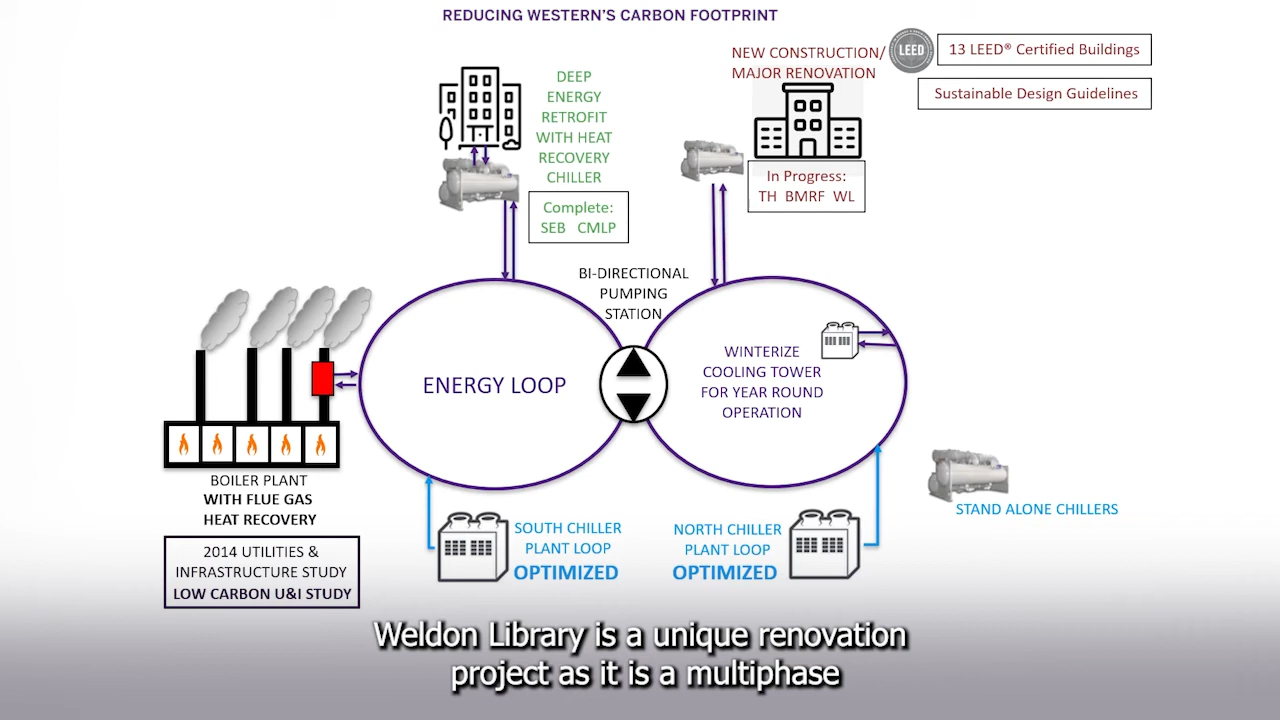 REDUCING WESTERN'S CARBON FOOTPRINT
DEEP
ENERGY
RETROFIT
WITH HEAT
RECOVERY
CHILLER
Complete:
SEB CMLP
NEW CONSTRUCTION/
MAJOR RENOVATION
LEED
13 LEED® Certified Buildings
Sustainable Design Guidelines
In Progress:
TH BMRF WL
BI-DIRECTIONAL
PUMPING
STATION
ENERGY LOOP
WINTERIZE
COOLING TOWER
FOR YEAR ROUND
OPERATION
BOILER PLANT
WITH FLUE GAS
HEAT RECOVERY
2014 UTILITIES &
INFRASTRUCTURE STUDY
LOW CARBON U&I STUDY
SOUTH CHILLER
PLANT LOOP
OPTIMIZED
NORTH CHILLER
PLANT LOOP
OPTIMIZED
STAND ALONE CHILLERS
Weldon Library is a unique renovation
project as it is a multiphase